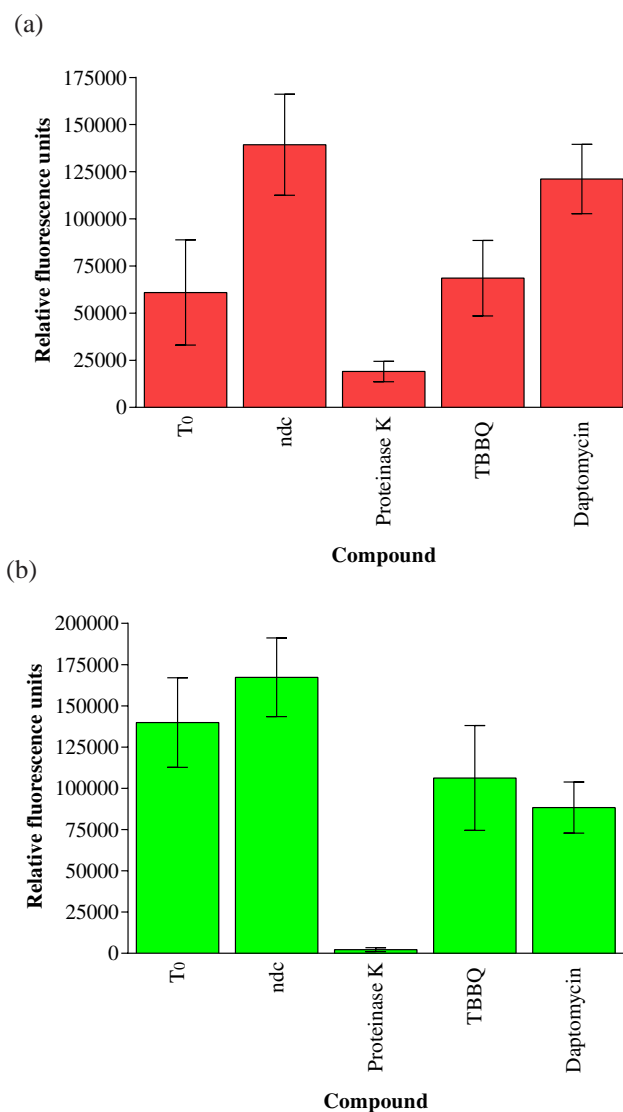 (a)
175000
150000
125000
100000
75000
50000
25000
0
Relative fluorescence units
T0
ndc
Proteinase K
TBBQ
Daptomycin
Compound
(b)
200000
175000
150000
125000
100000
75000
50000
25000
0
Relative fluorescence units
T0
ndc
Proteinase K
TBBQ
Daptomycin
Compound